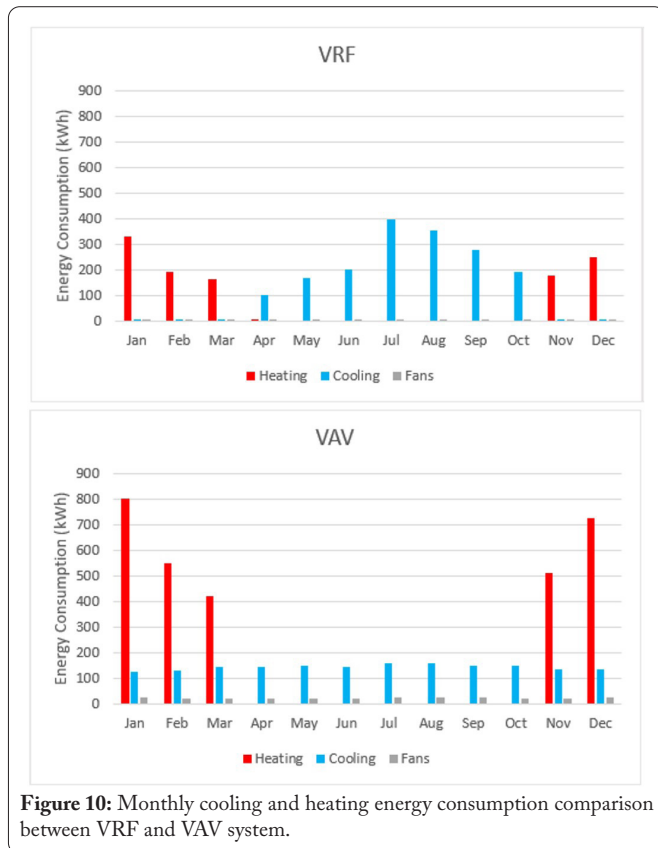 VRF
Energy Consumption (kWh)
900
800
700
600
500
400
300
200
100
0
Jan Feb Mar Apr May Jun Jul Aug Sep Oct Nov Dec
Heating Cooling Fans
VAV
Energy Consumption (kWh)
900
800
700
600
500
400
300
200
100
0
Jan Feb Mar Apr May Jun Jul Aug Sep Oct Nov Dec
Heating Cooling Fans
Figure 10: Monthly cooling and heating energy consumption comparison
between VRF and VAV system.